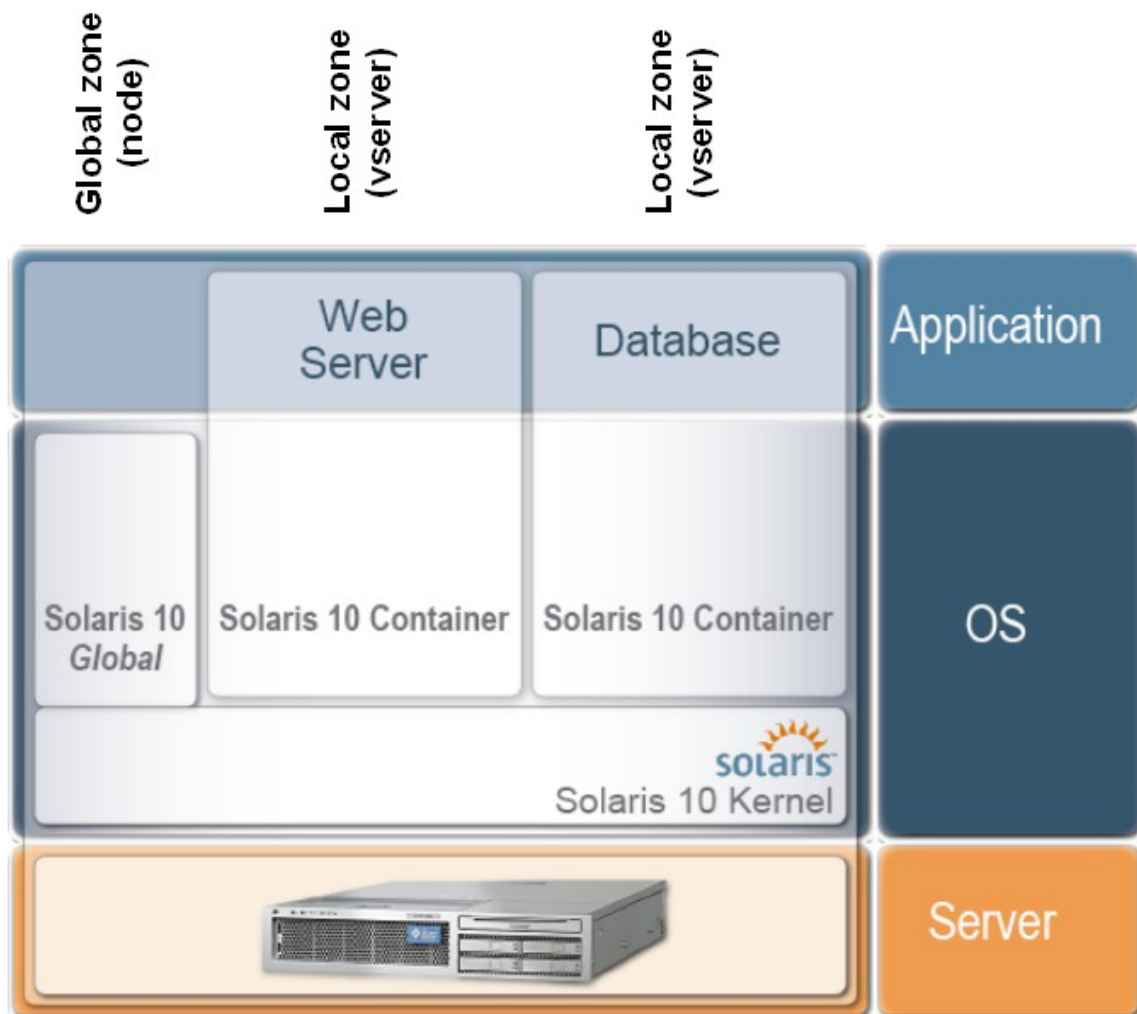 Global zone
(node)
Local zone
(vserver)
Local zone
(vserver)
Web
Server
Database
Application
Solaris 10
Global
Solaris 10 Container
Solaris 10 Container
OS
solaris™
Solaris 10 Kernel
Server